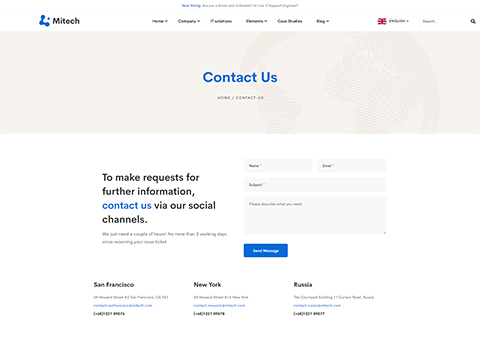 Now Hiring: Are you a driven and motivated 1st Line IT Support Engineer?
Mitech
Home Company IT solutions Elements Case Studies Blog ENGLISH Search...
Contact Us
HOME / CONTACT-US
To make requests for
further information,
contact us via our social
channels.
We just need a couple of hours! No more than 2 working days
since receiving your issue ticket
Name *
Email *
Subject *
Please describe what you need.
Send Message
San Francisco
New York
Russia
58 Howard Street #2 San Francisco, CA 941
58 Howard Street #14 New York
The Courtyard Building 11 Curtain Road, Russia
contact.sanfrancisco@mitech.com
contact.newyork@mitech.com
contact.russia@mitech.com
(+68)1221 09876
(+68)1221 09878
(+68)1221 09877